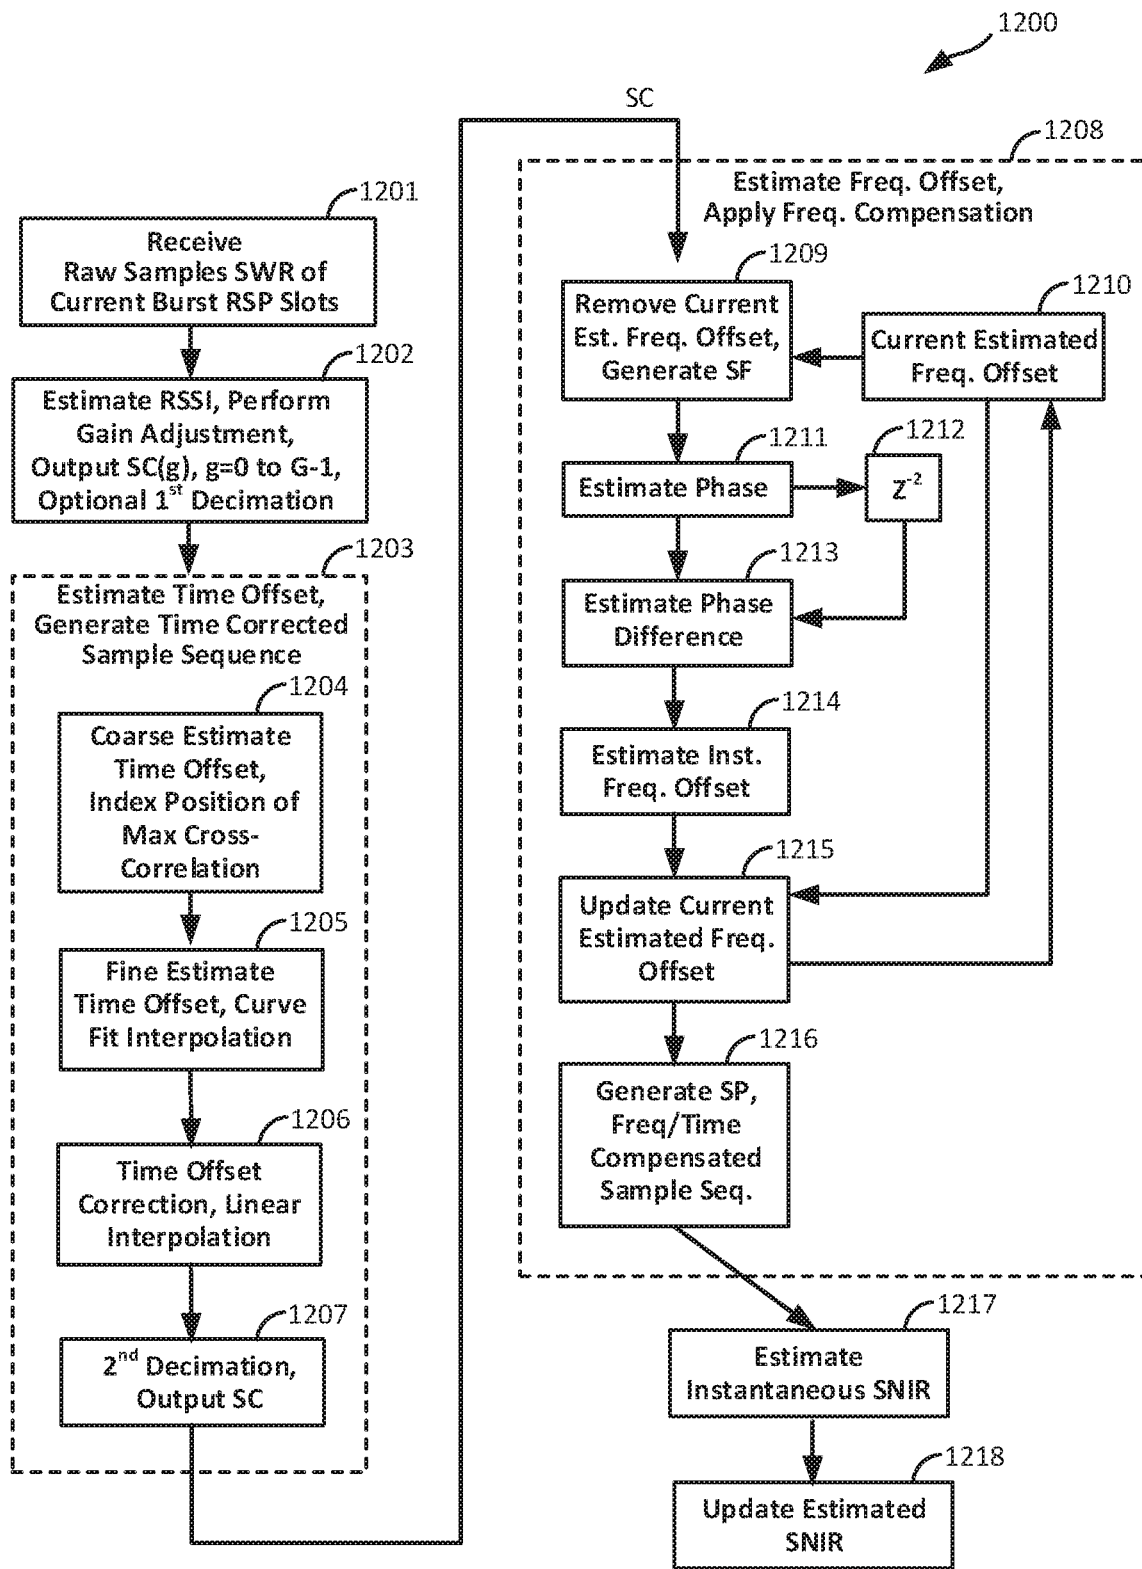 1200
SC
1208
Estimate Freq. Offset,
Apply Freq. Compensation
1201
Receive
Raw Samples SWR of
Current Burst RSP Slots
1202
Estimate RSSI, Perform
Gain Adjustment,
Output SC(g), g=0 to G-1,
Optional 1st Decimation
1203
Estimate Time Offset,
Generate Time Corrected
Sample Sequence
1204
Coarse Estimate
Time Offset,
Index Position of
Max Cross-
Correlation
1205
Fine Estimate
Time Offset, Curve
Fit Interpolation
1206
Time Offset
Correction, Linear
Interpolation
1207
2nd Decimation,
Output SC
1209
Remove Current
Est. Freq. Offset,
Generate SF
1210
Current Estimated
Freq. Offset
1211
Estimate Phase
1212
Z-2
1213
Estimate Phase
Difference
1214
Estimate Inst.
Freq. Offset
1215
Update Current
Estimated Freq.
Offset
1216
Generate SP,
Freq/Time
Compensated
Sample Seq.
1217
Estimate
Instantaneous SNIR
1218
Update Estimated
SNIR